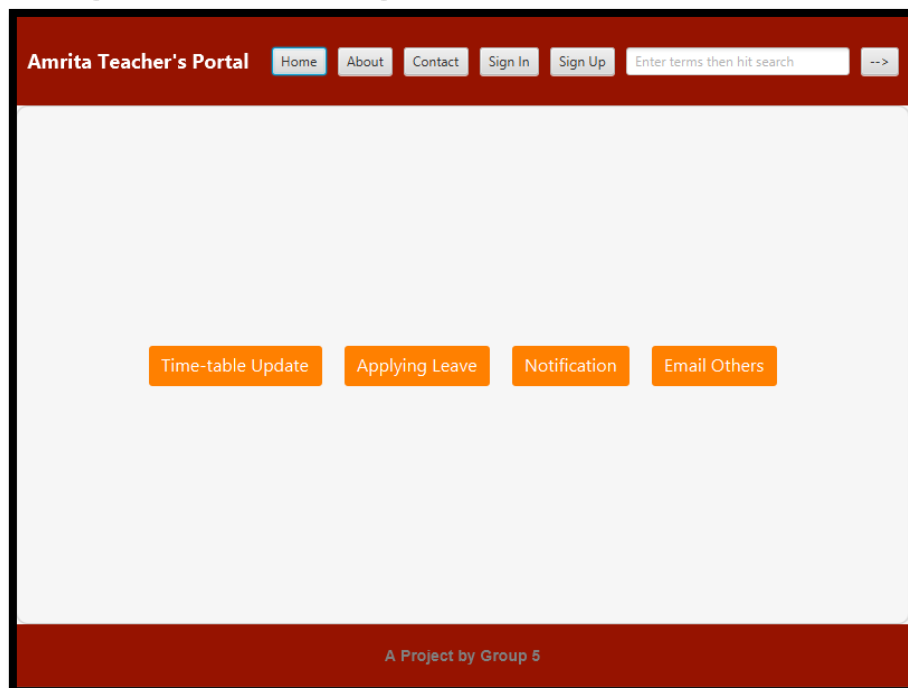 Amrita Teacher's Portal Home About Contact Sign In Sign Up Enter terms then hit search -->
Time-table Update Applying Leave Notification Email Others
A Project by Group 5